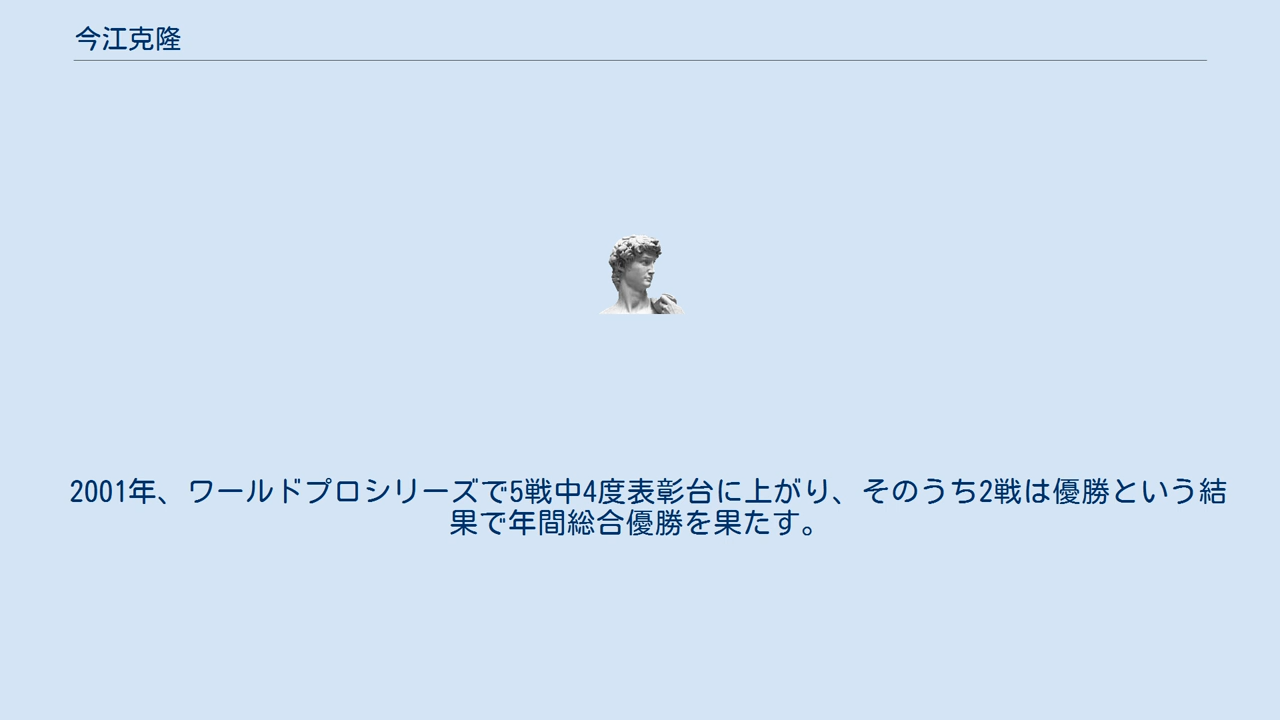 今江克隆
2001年、ワールドプロシリーズで5戦中4度表彰台に上がり、そのうち2戦は優勝という結
果で年間総合優勝を果たす。